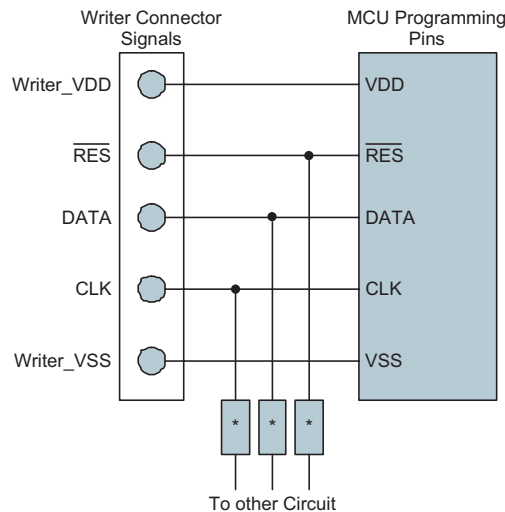 Writer Connector
Signals
MCU Programming
Pins
Writer_VDD
VDD
RES
RES
DATA
DATA
CLK
CLK
Writer_VSS
VSS
* * *
To other Circuit